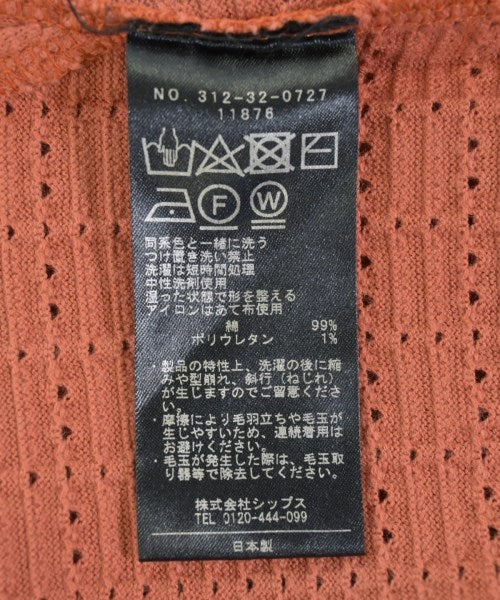 NO. 312-32-0727
11876
F W
同系色と一緒に洗う
つけ置き洗い禁止
洗濯は短時間処理
中性洗剤使用
湿った状態で形を整える
アイロンはあて布使用
綿 99%
ポリウレタン 1%
・製品の特性上、洗濯の後に縮
みや型崩れ、斜行(ねじれ)
が生じますのでご留意くださ
い。
・摩擦により毛羽立ちや毛玉が
生じやすいため、連続着用は
お避けください。
・毛玉が発生した際は、毛玉取
り器等で除去してください。
株式会社シップス
TEL 0120-444-099
日本製